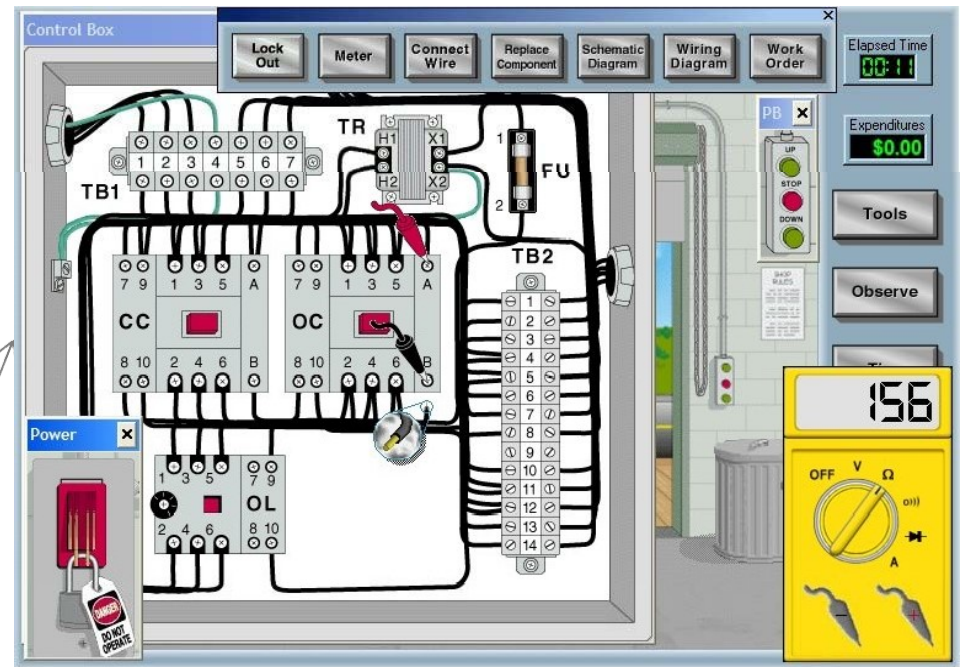 Control Box
Lock Out
Meter
Connect Wire
Replace Component
Schematic Diagram
Wiring Diagram
Work Order
Elapsed Time
00:11
Expenditures
$0.00
Tools
Observe
PB
UP
STOP
DOWN
SHOP RULES
TB1
1 2 3 4 5 6 7
TR
H1 X1
H2 X2
1
FU
2
TB2
7 9 1 3 5 A
CC
8 10 2 4 6 B
7 9 1 3 5 A
OC
8 10 2 4 6 B
1 3 5 7 9
OL
2 4 6 8 10
1
2
3
4
5
6
7
8
9
10
11
12
13
14
Power
DANGER
DO NOT
OPERATE
156
OFF V Ω
A
- +